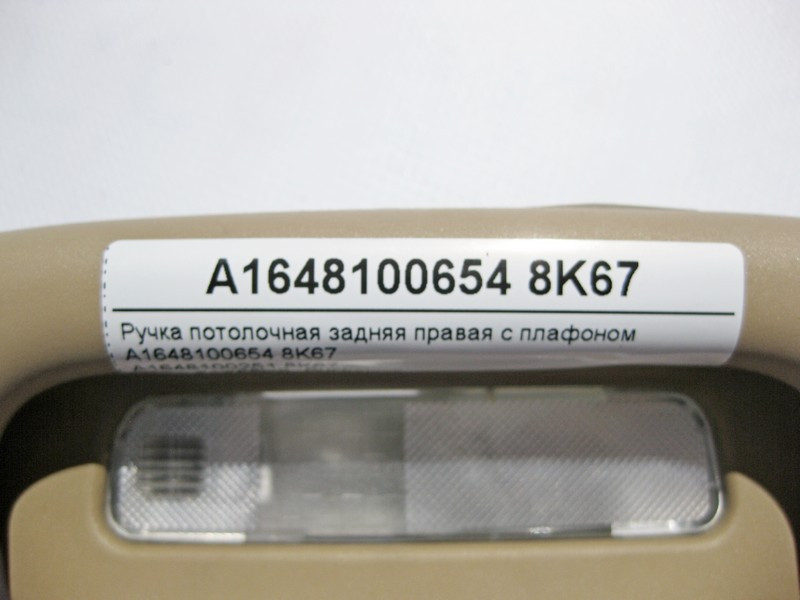 A1648100654 8K67
Ручка потолочная задняя правая с плафоном
A1648100654 8K67